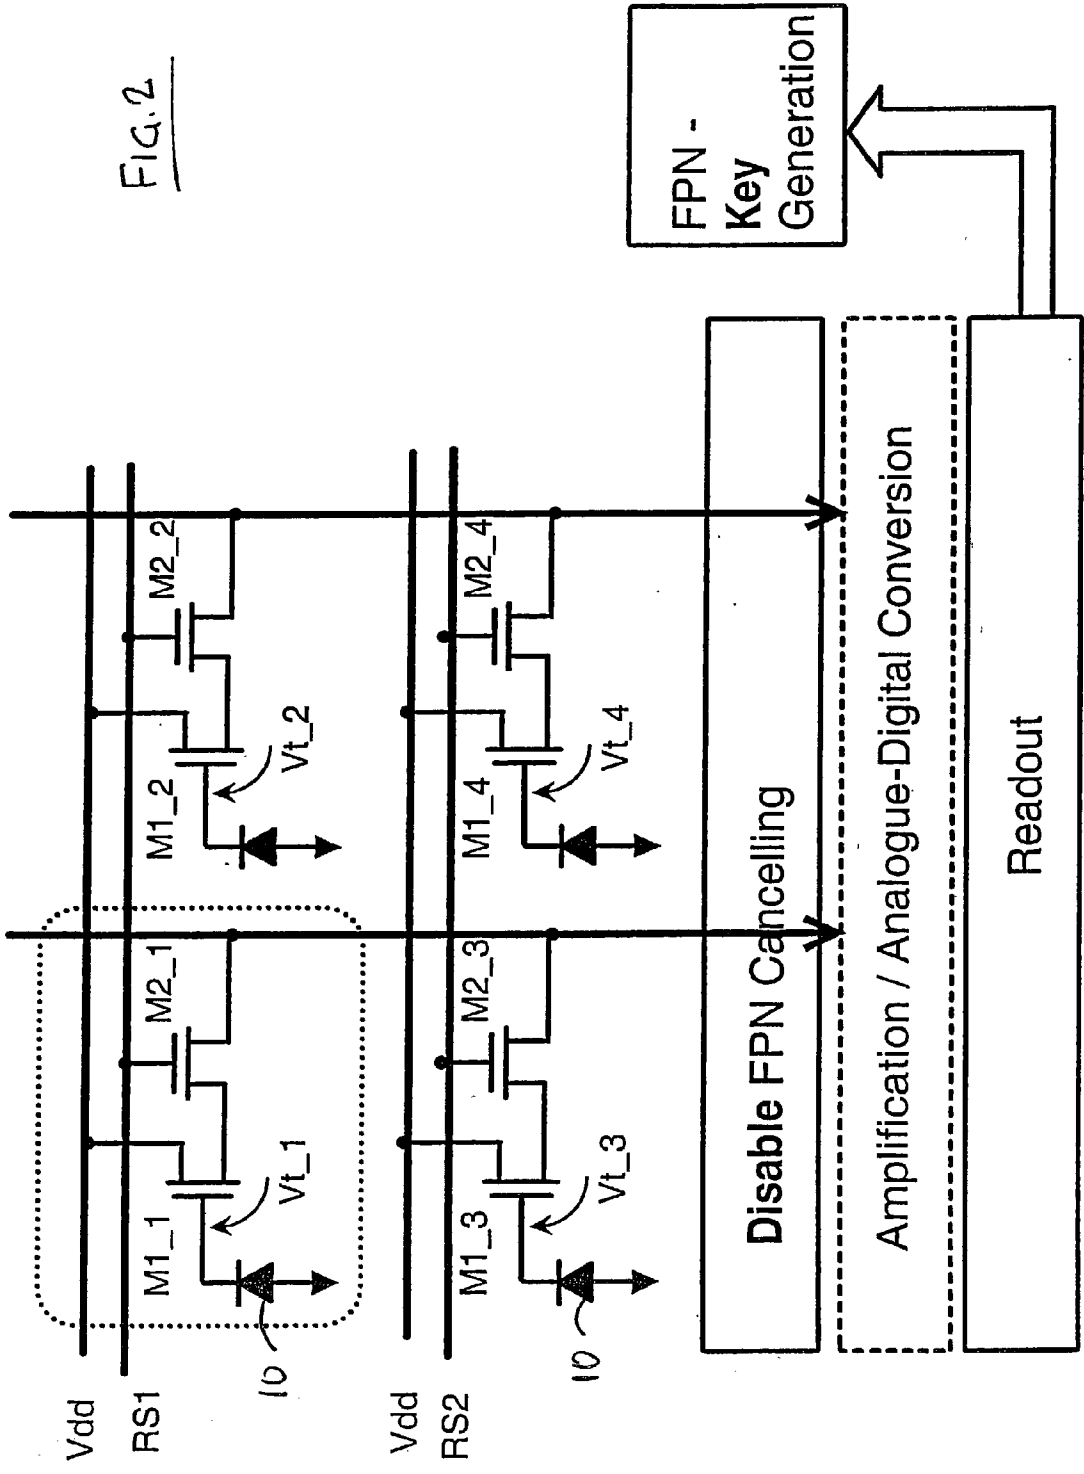 FIG.2
Vdd
RS1
M1_1
M2_1
Vt_1
10
M1_2
M2_2
Vt_2
Vdd
RS2
M1_3
M2_3
Vt_3
10
M1_4
M2_4
Vt_4
Disable FPN Cancelling
Amplification / Analogue-Digital Conversion
Readout
FPN -
Key
Generation